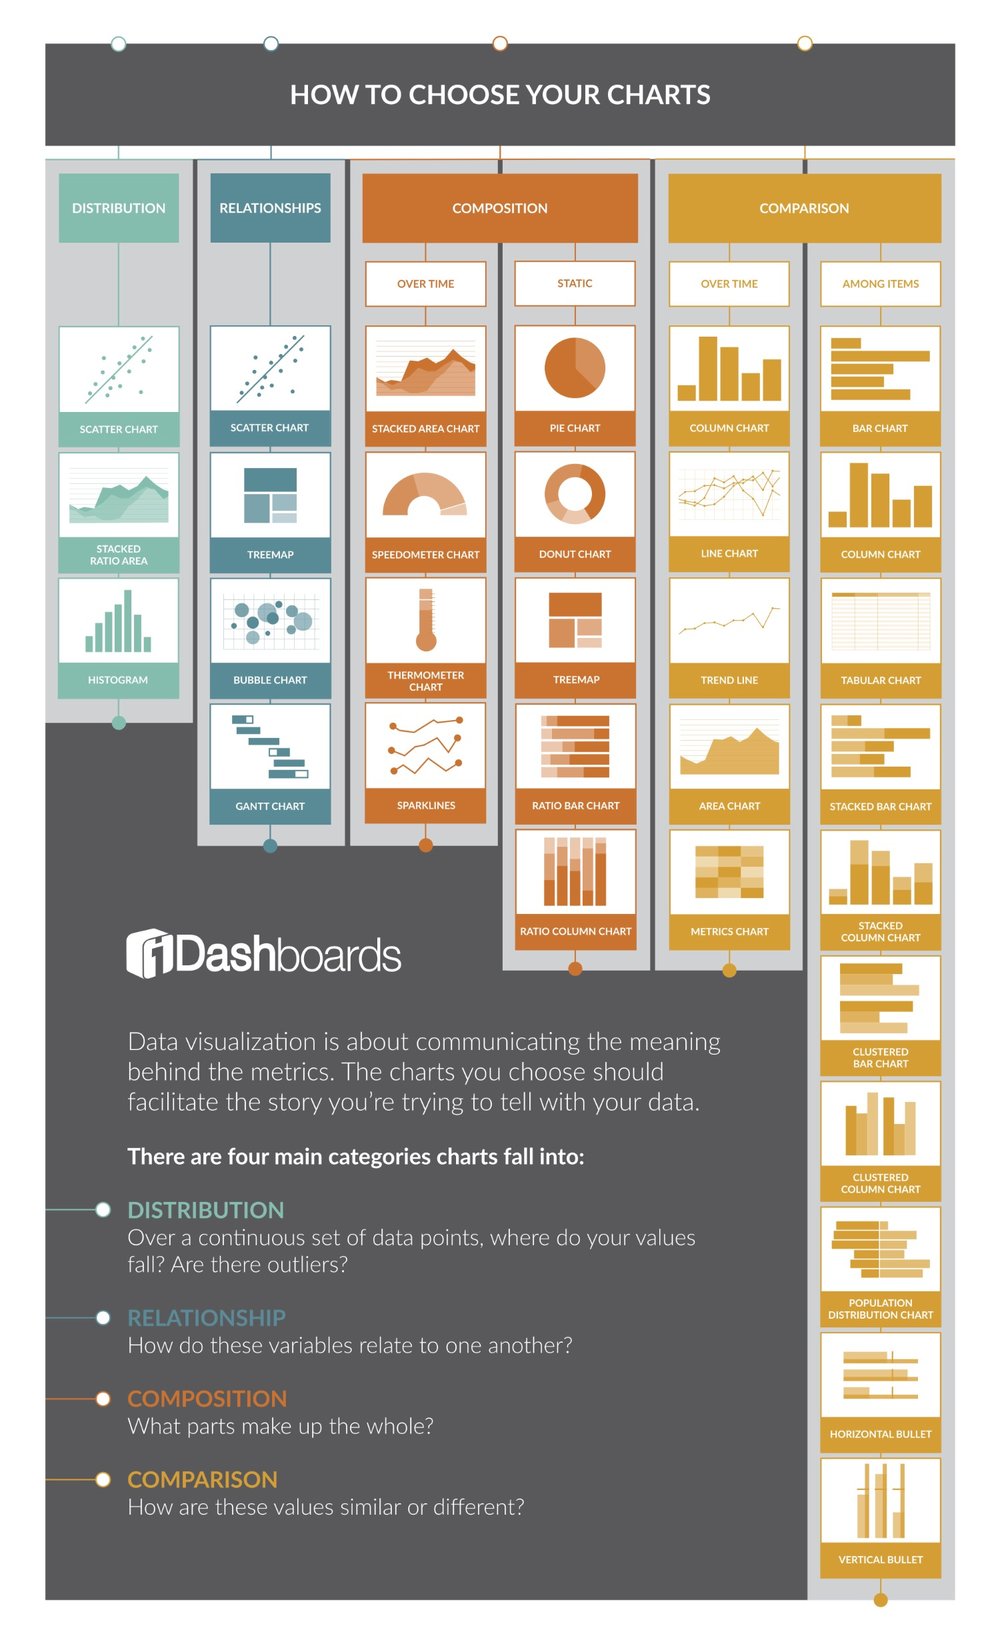 HOW TO CHOOSE YOUR CHARTS
DISTRIBUTION
SCATTER CHART
STACKED
RATIO AREA
HISTOGRAM
RELATIONSHIPS
SCATTER CHART
TREEMAP
BUBBLE CHART
GANTT CHART
COMPOSITION
OVER TIME
STACKED AREA CHART
SPEEDOMETER CHART
THERMOMETER
CHART
SPARKLINES
STATIC
PIE CHART
DONUT CHART
TREEMAP
RATIO BAR CHART
RATIO COLUMN CHART
COMPARISON
OVER TIME
COLUMN CHART
LINE CHART
TREND LINE
AREA CHART
METRICS CHART
AMONG ITEMS
BAR CHART
COLUMN CHART
TABULAR CHART
STACKED BAR CHART
STACKED
COLUMN CHART
CLUSTERED
BAR CHART
CLUSTERED
COLUMN CHART
POPULATION
DISTRIBUTION CHART
HORIZONTAL BULLET
VERTICAL BULLET
iDashboards
Data visualization is about communicating the meaning
behind the metrics. The charts you choose should
facilitate the story you're trying to tell with your data.
There are four main categories charts fall into:
DISTRIBUTION
Over a continuous set of data points, where do your values
fall? Are there outliers?
RELATIONSHIP
How do these variables relate to one another?
COMPOSITION
What parts make up the whole?
COMPARISON
How are these values similar or different?